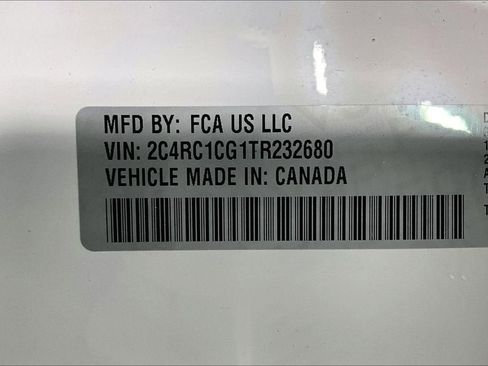 MFD BY: FCA US LLC
VIN: 2C4RC1CG1TR232680
VEHICLE MADE IN: CANADA